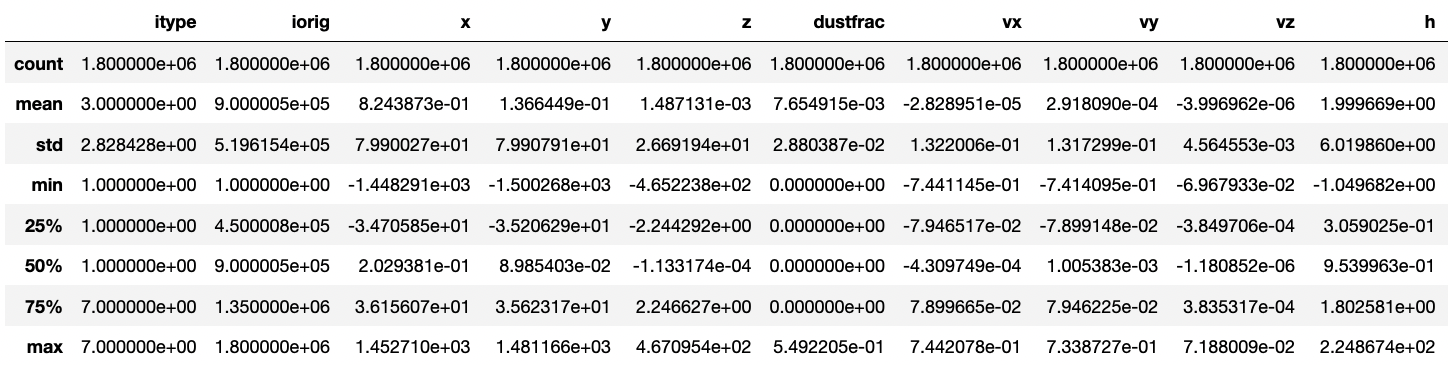 itype iorig x y z dustfrac vx vy vz h
count 1.800000e+06 1.800000e+06 1.800000e+06 1.800000e+06 1.800000e+06 1.800000e+06 1.800000e+06 1.800000e+06 1.800000e+06 1.800000e+06
mean 3.000000e+00 9.000005e+05 8.243873e-01 1.366449e-01 1.487131e-03 7.654915e-03 -2.828951e-05 2.918090e-04 -3.996962e-06 1.999669e+00
std 2.828428e+00 5.196154e+05 7.990027e+01 7.990791e+01 2.669194e+01 2.880387e-02 1.322006e-01 1.317299e-01 4.564553e-03 6.019860e+00
min 1.000000e+00 1.000000e+00 -1.448291e+03 -1.500268e+03 -4.652238e+02 0.000000e+00 -7.441145e-01 -7.414095e-01 -6.967933e-02 -1.049682e+00
25% 1.000000e+00 4.500008e+05 -3.470585e+01 -3.520629e+01 -2.244292e+00 0.000000e+00 -7.946517e-02 -7.899148e-02 -3.849706e-04 3.059025e-01
50% 1.000000e+00 9.000005e+05 2.029381e-01 8.985403e-02 -1.133174e-04 0.000000e+00 -4.309749e-04 1.005383e-03 -1.180852e-06 9.539963e-01
75% 7.000000e+00 1.350000e+06 3.615607e+01 3.562317e+01 2.246627e+00 0.000000e+00 7.899665e-02 7.946225e-02 3.835317e-04 1.802581e+00
max 7.000000e+00 1.800000e+06 1.452710e+03 1.481166e+03 4.670954e+02 5.492205e-01 7.442078e-01 7.338727e-01 7.188009e-02 2.248674e+02